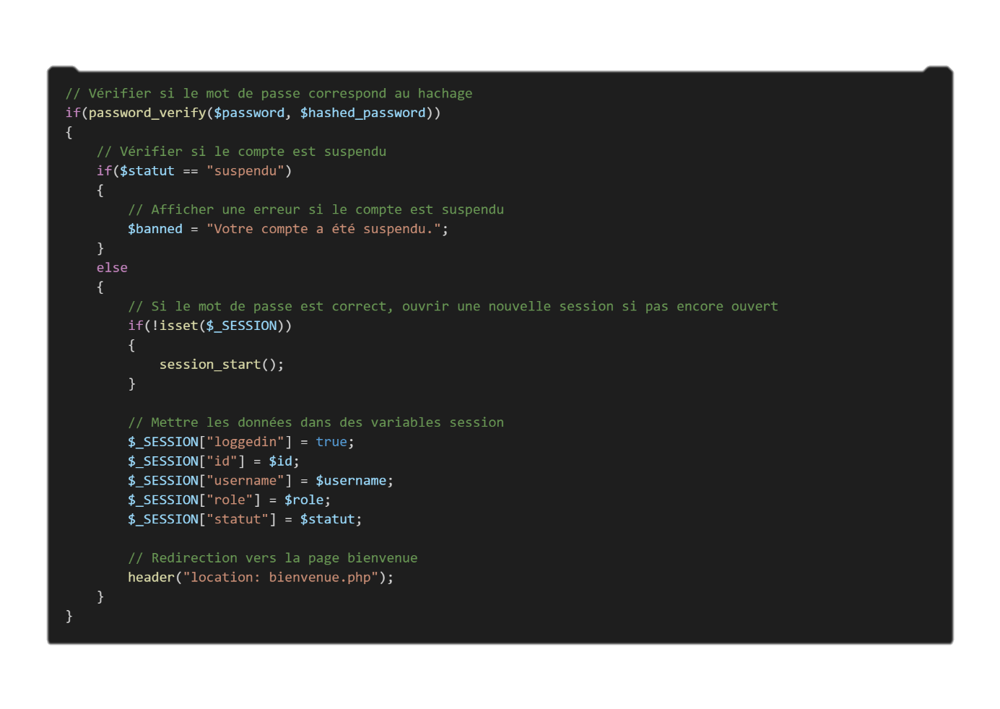 // Vérifier si le mot de passe correspond au hachage
if(password_verify($password, $hashed_password))
{
    // Vérifier si le compte est suspendu
    if($statut == "suspendu")
    {
        // Afficher une erreur si le compte est suspendu
        $banned = "Votre compte a été suspendu.";
    }
    else
    {
        // Si le mot de passe est correct, ouvrir une nouvelle session si pas encore ouvert
        if(!isset($_SESSION))
        {
            session_start();
        }

        // Mettre les données dans des variables session
        $_SESSION["loggedin"] = true;
        $_SESSION["id"] = $id;
        $_SESSION["username"] = $username;
        $_SESSION["role"] = $role;
        $_SESSION["statut"] = $statut;

        // Redirection vers la page bienvenue
        header("location: bienvenue.php");
    }
}